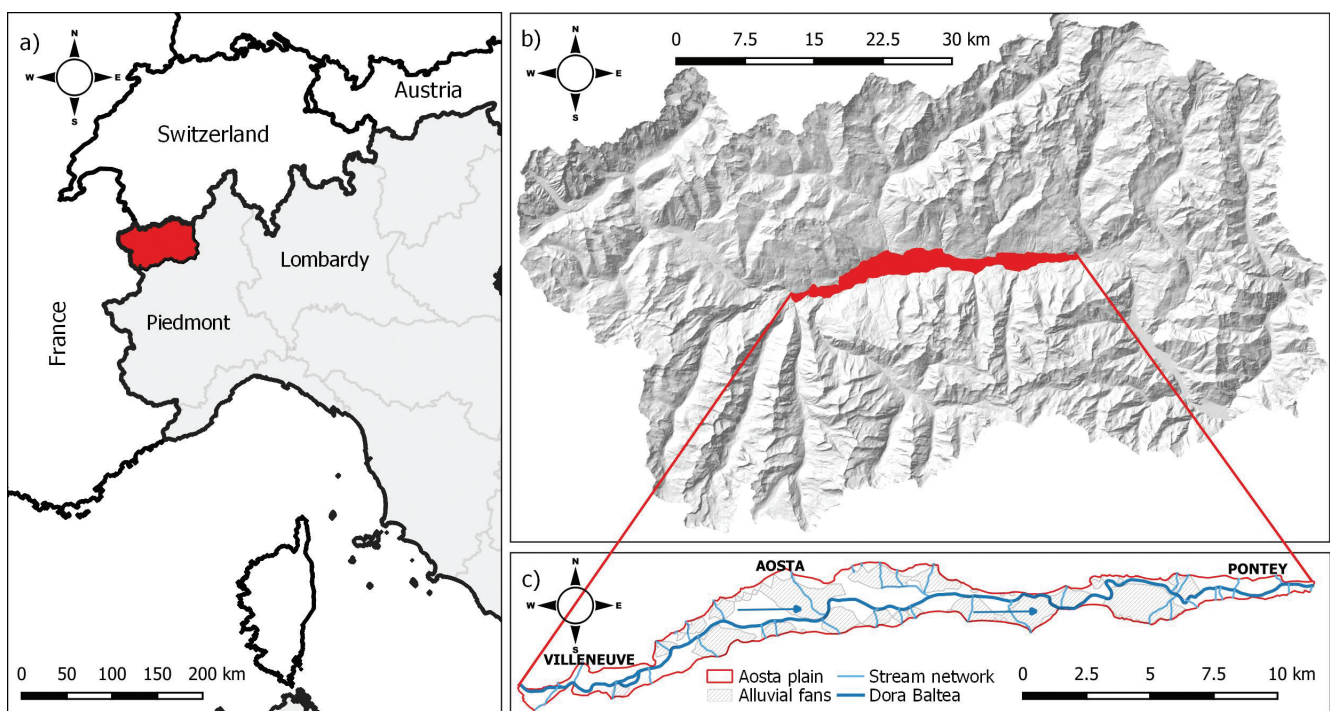 a)
N
W
E
S
Austria
Switzerland
Lombardy
Piedmont
France
0 50 100 150 200 km
b)
N
W
E
S
0 7.5 15 22.5 30 km
c)
N
W
E
S
AOSTA
PONTEY
VILLENEUVE
Aosta plain
Stream network
Alluvial fans
Dora Baltea
0 2.5 5 7.5 10 km